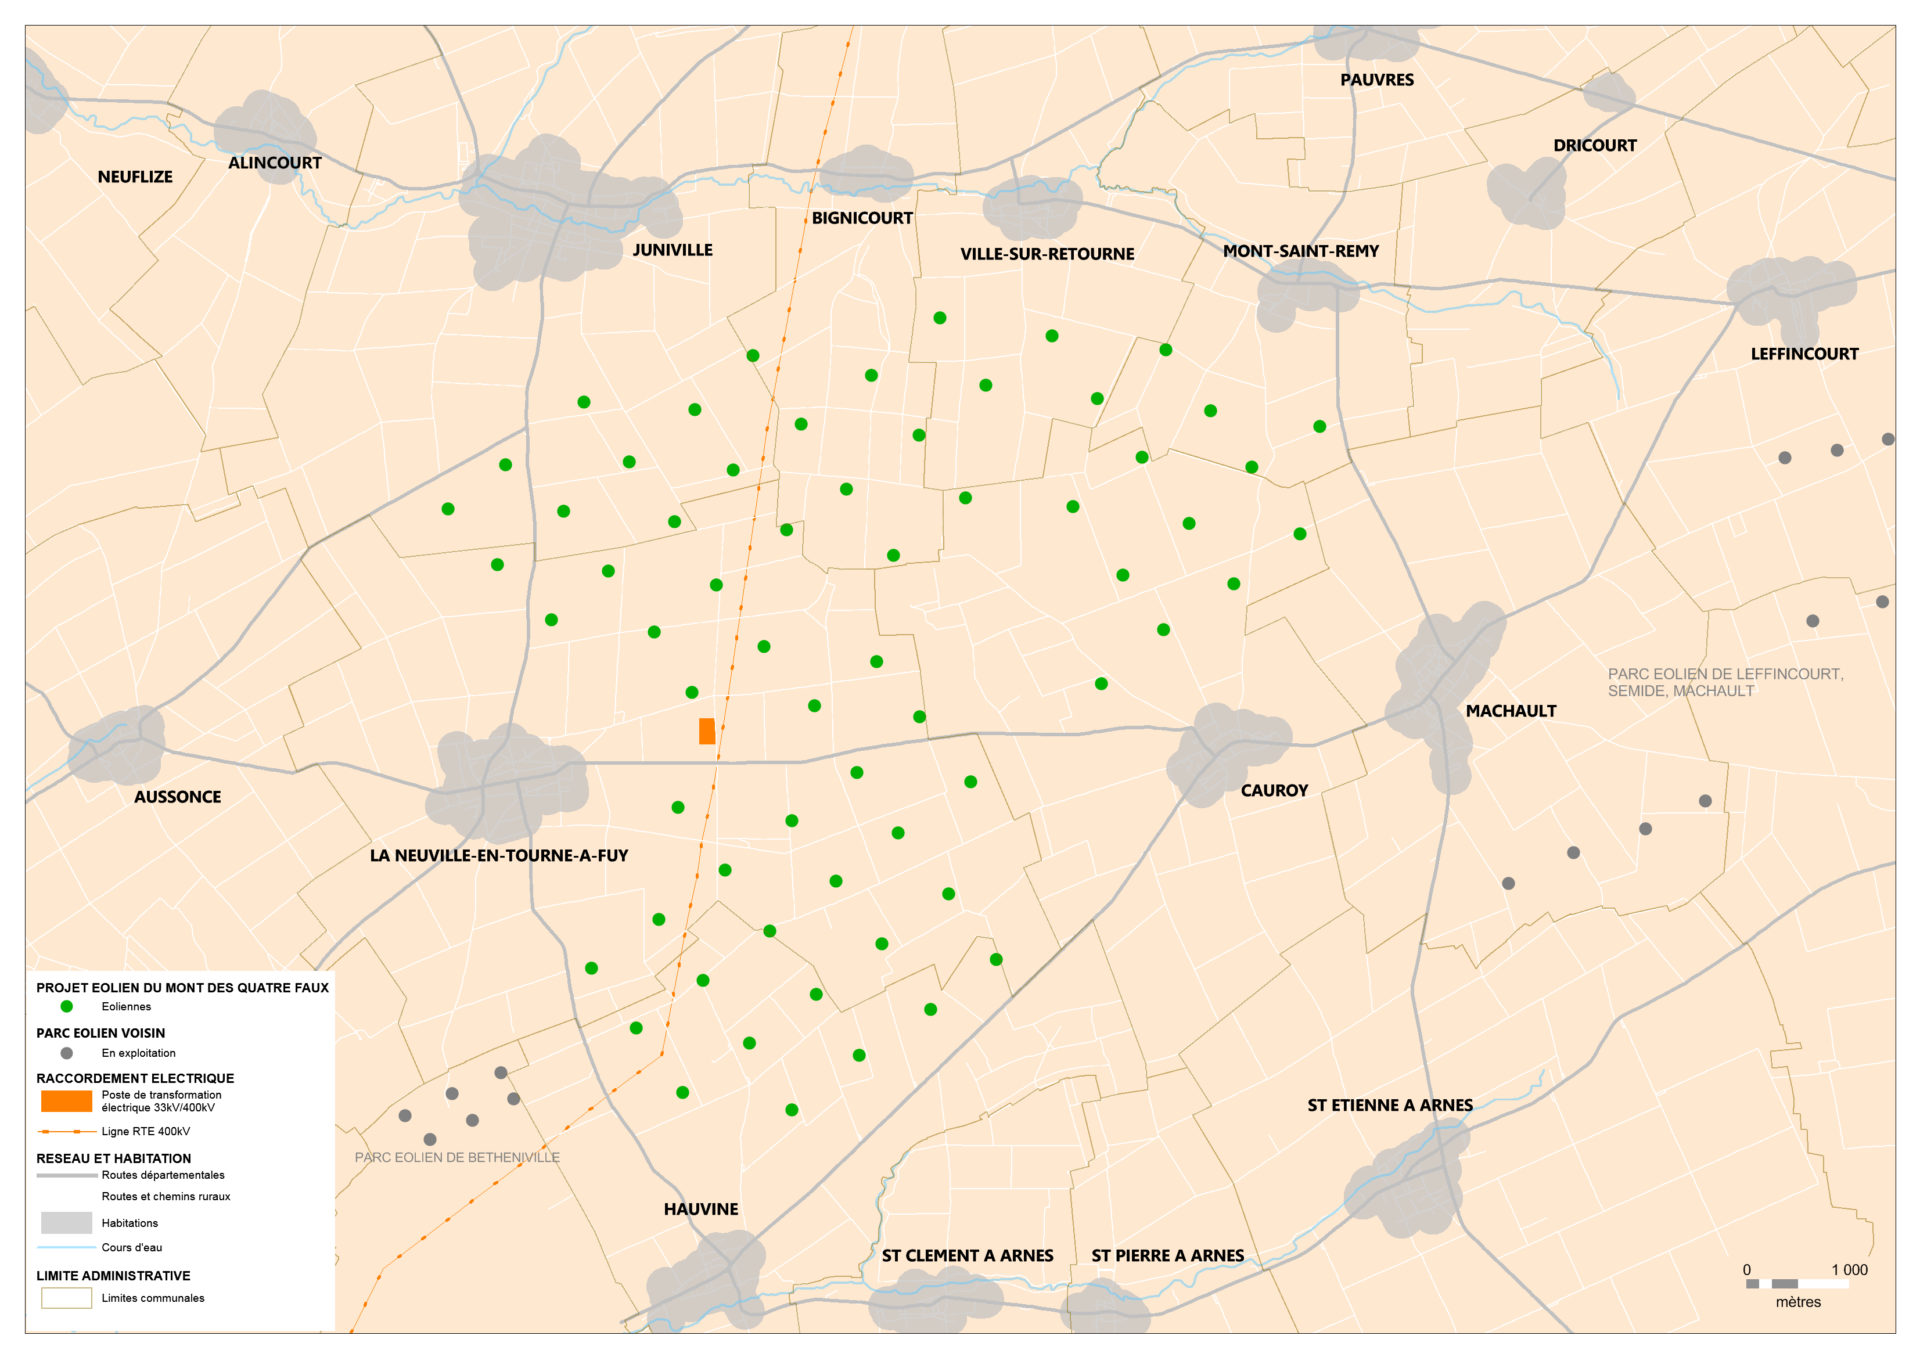 PAUVRES
DRICOURT
ALINCOURT
NEUFLIZE
BIGNICOURT
JUNIVILLE
VILLE-SUR-RETOURNE
MONT-SAINT-REMY
LEFFINCOURT
PARC EOLIEN DE LEFFINCOURT,
SEMIDE, MACHAULT
MACHAULT
CAUROY
AUSSONCE
LA NEUVILLE-EN-TOURNE-A-FUY
PROJET EOLIEN DU MONT DES QUATRE FAUX
Eoliennes
PARC EOLIEN VOISIN
En exploitation
RACCORDEMENT ELECTRIQUE
Poste de transformation
électrique 33kV/400kV
Ligne RTE 400kV
RESEAU ET HABITATION
Routes départementales
Routes et chemins ruraux
Habitations
Cours d'eau
LIMITE ADMINISTRATIVE
Limites communales
PARC EOLIEN DE BETHENIVILLE
ST ETIENNE A ARNES
HAUVINE
ST CLEMENT A ARNES
ST PIERRE A ARNES
0 1 000
mètres